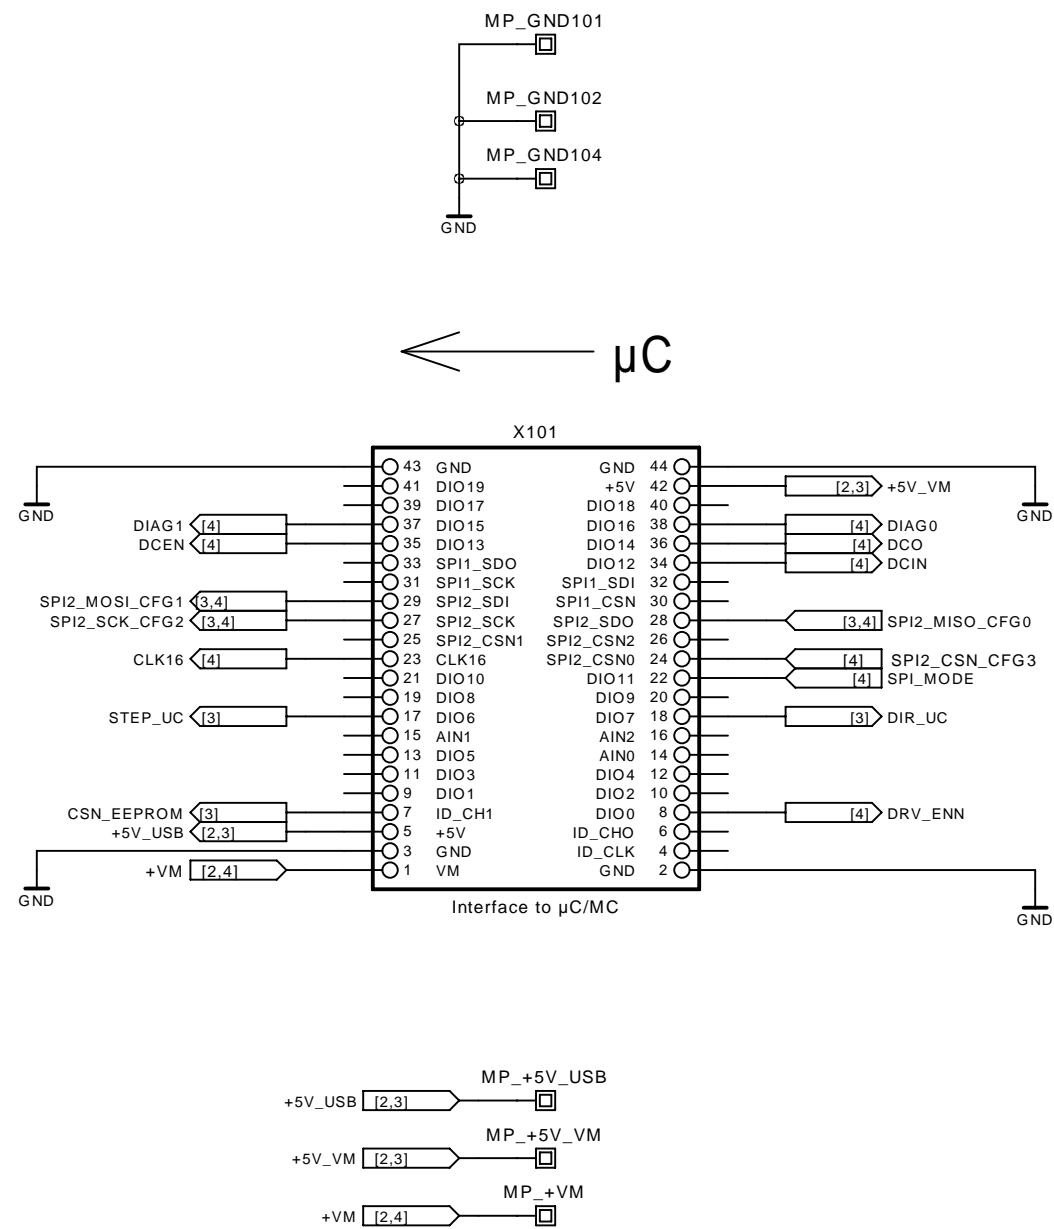 MP_GND101
MP_GND102
MP_GND104
GND
µC
X101
43 GND GND 44
41 DIO19 +5V 42 [2,3] +5V_VM
GND 39 DIO17 DIO18 40 GND
DIAG1 [4] 37 DIO15 DIO16 38 [4] DIAG0
DCEN [4] 35 DIO13 DIO14 36 [4] DCO
33 SPI1_SDO DIO12 34 [4] DCIN
31 SPI1_SCK SPI1_SDI 32
SPI2_MOSI_CFG1 [3,4] 29 SPI2_SDI SPI1_CSN 30
SPI2_SCK_CFG2 [3,4] 27 SPI2_SCK SPI2_SDO 28 [3,4] SPI2_MISO_CFG0
25 SPI2_CSN1 SPI2_CSN2 26
CLK16 [4] 23 CLK16 SPI2_CSN0 24 [4] SPI2_CSN_CFG3
21 DIO10 DIO11 22 [4] SPI_MODE
19 DIO8 DIO9 20
STEP_UC [3] 17 DIO6 DIO7 18 [3] DIR_UC
15 AIN1 AIN2 16
13 DIO5 AIN0 14
11 DIO3 DIO4 12
9 DIO1 DIO2 10
CSN_EEPROM [3] 7 ID_CH1 DIO0 8 [4] DRV_ENN
+5V_USB [2,3] 5 +5V ID_CHO 6
3 GND ID_CLK 4
+VM [2,4] 1 VM GND 2
GND
Interface to µC/MC
GND
MP_+5V_USB
+5V_USB [2,3]
MP_+5V_VM
+5V_VM [2,3]
MP_+VM
+VM [2,4]